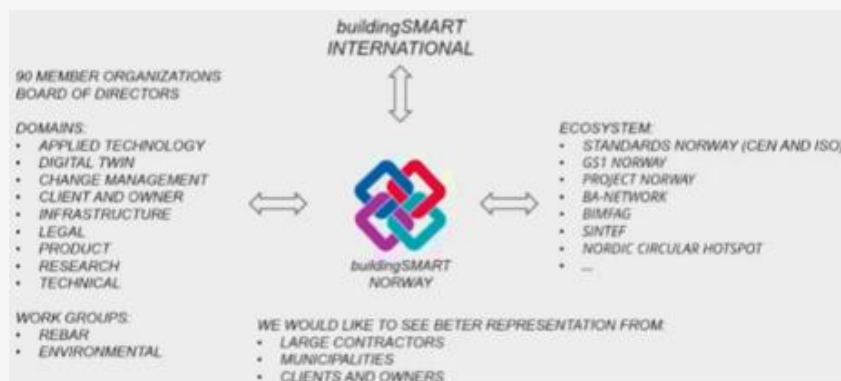 buildingSMART
INTERNATIONAL
90 MEMBER ORGANIZATIONS
BOARD OF DIRECTORS
DOMAINS:
• APPLIED TECHNOLOGY
• DIGITAL TWIN
• CHANGE MANAGEMENT
• CLIENT AND OWNER
• INFRASTRUCTURE
• LEGAL
• PRODUCT
• RESEARCH
• TECHNICAL
WORK GROUPS:
• REBAR
• ENVIRONMENTAL
buildingSMART
NORWAY
ECOSYSTEM:
• STANDARDS NORWAY (CEN AND ISO)
• GS1 NORWAY
• PROJECT NORWAY
• BA-NETWORK
• BIMFAG
• SINTEF
• NORDIC CIRCULAR HOTSPOT
• ...
WE WOULD LIKE TO SEE BETER REPRESENTATION FROM:
• LARGE CONTRACTORS
• MUNICIPALITIES
• CLIENTS AND OWNERS